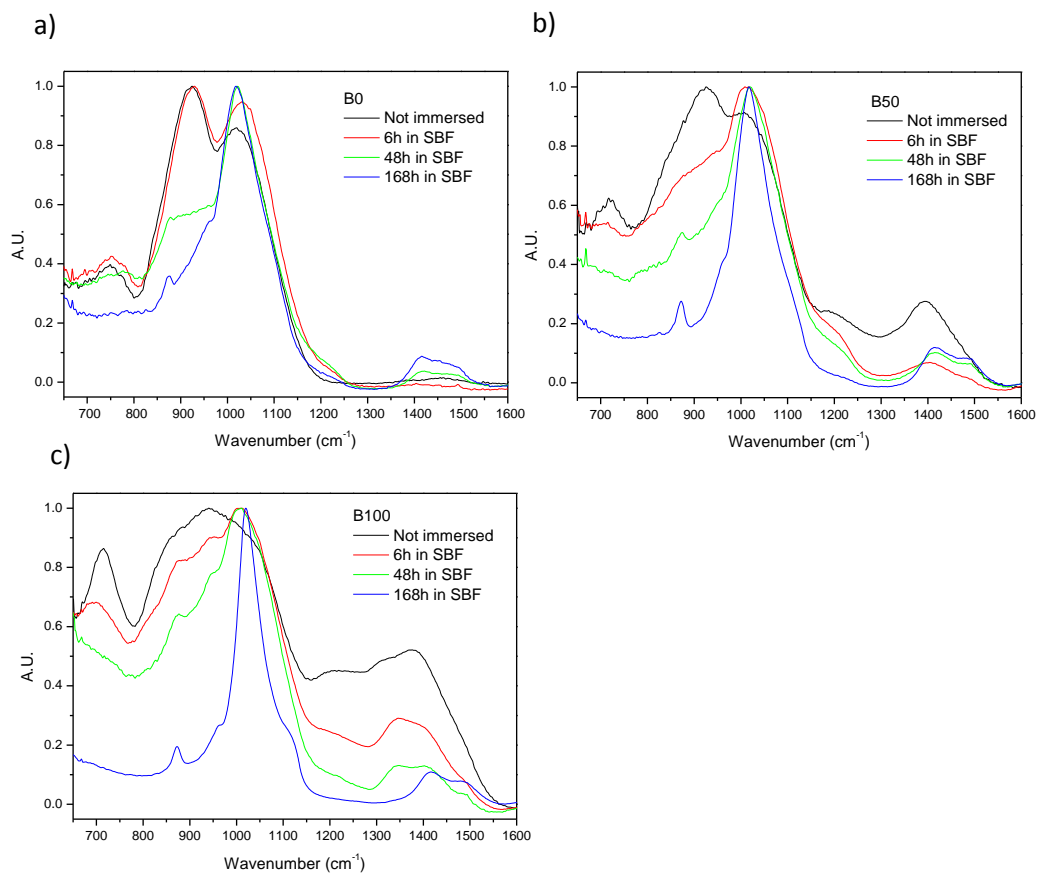 a)
B0
Not immersed
6h in SBF
48h in SBF
168h in SBF
1.0
0.8
0.6
0.4
0.2
0.0
A.U.
700 800 900 1000 1100 1200 1300 1400 1500 1600
Wavenumber (cm-1)
b)
B50
Not immersed
6h in SBF
48h in SBF
168h in SBF
1.0
0.8
0.6
0.4
0.2
0.0
A.U.
700 800 900 1000 1100 1200 1300 1400 1500 1600
Wavenumber (cm-1)
c)
B100
Not immersed
6h in SBF
48h in SBF
168h in SBF
1.0
0.8
0.6
0.4
0.2
0.0
A.U.
700 800 900 1000 1100 1200 1300 1400 1500 1600
Wavenumber (cm-1)